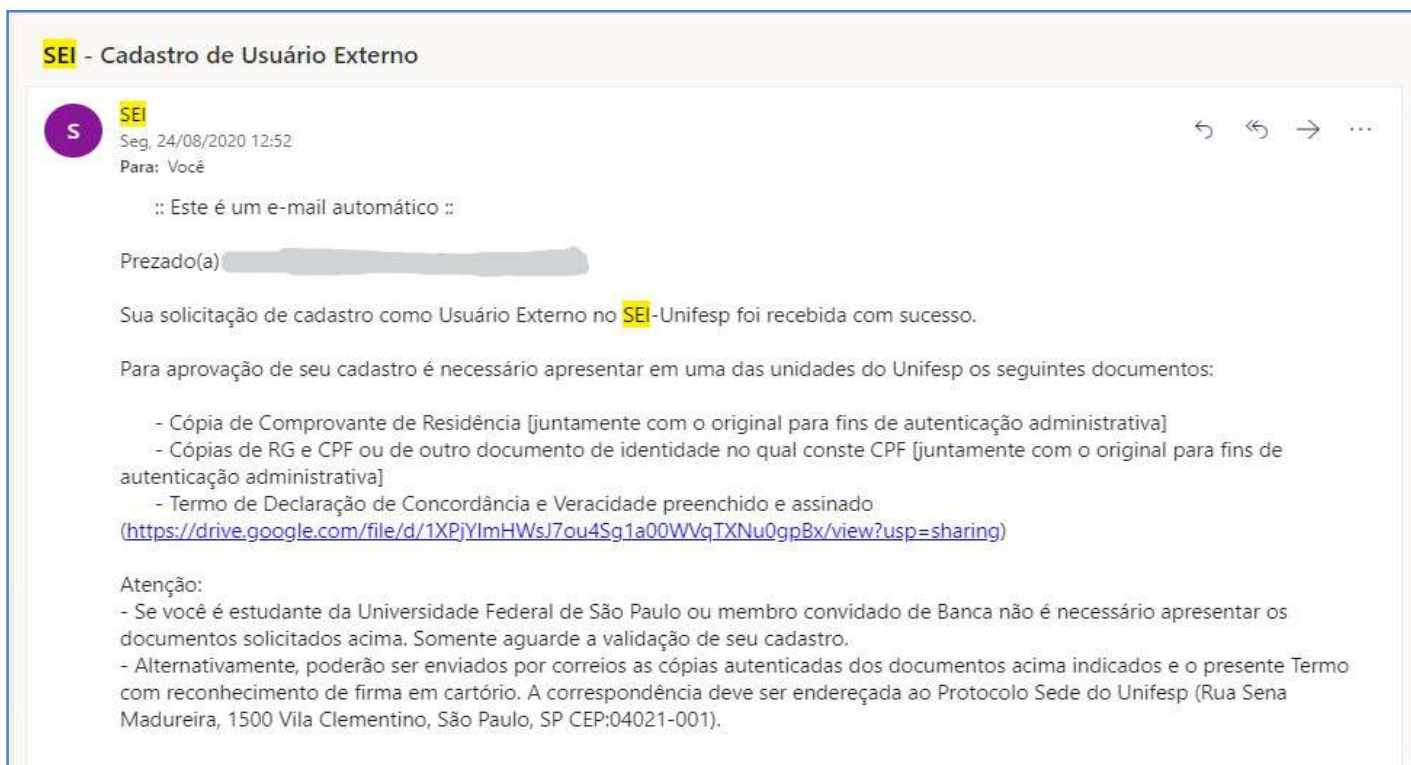 SEI - Cadastro de Usuário Externo
S
SEI
Seg, 24/08/2020 12:52
Para: Você
:: Este é um e-mail automático ::
Prezado(a)
Sua solicitação de cadastro como Usuário Externo no SEI-Unifesp foi recebida com sucesso.
Para aprovação de seu cadastro é necessário apresentar em uma das unidades do Unifesp os seguintes documentos:
- Cópia de Comprovante de Residência [juntamente com o original para fins de autenticação administrativa]
- Cópias de RG e CPF ou de outro documento de identidade no qual conste CPF [juntamente com o original para fins de
autenticação administrativa]
- Termo de Declaração de Concordância e Veracidade preenchido e assinado
(https://drive.google.com/file/d/1XPjYImHWsJ7ou4Sg1a00WVqTXNu0gpBx/view?usp=sharing)
Atenção:
- Se você é estudante da Universidade Federal de São Paulo ou membro convidado de Banca não é necessário apresentar os
documentos solicitados acima. Somente aguarde a validação de seu cadastro.
- Alternativamente, poderão ser enviados por correios as cópias autenticadas dos documentos acima indicados e o presente Termo
com reconhecimento de firma em cartório. A correspondência deve ser endereçada ao Protocolo Sede do Unifesp (Rua Sena
Madureira, 1500 Vila Clementino, São Paulo, SP CEP:04021-001).